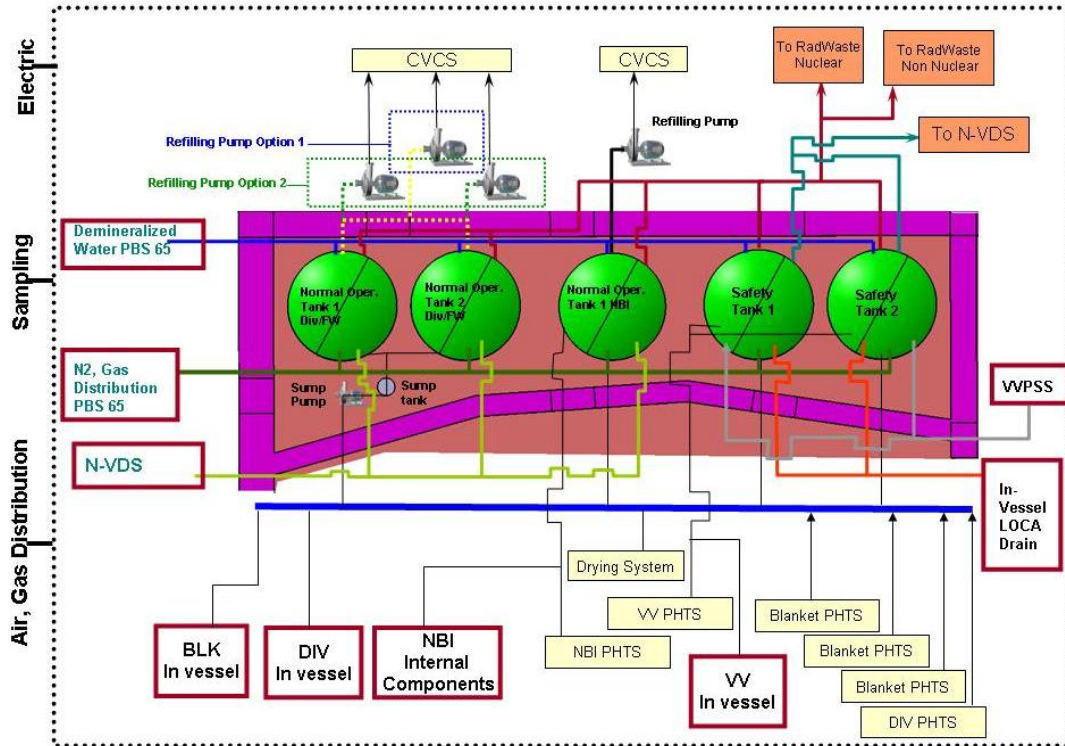 Electric
Sampling
Air, Gas Distribution
CVCS
CVCS
To RadWaste
Nuclear
To RadWaste
Non Nuclear
To N-VDS
Refilling Pump Option 1
Refilling Pump
Refilling Pump Option 2
Demineralized
Water PBS 65
Normal Oper.
Tank 1
Div/FW
Normal Oper.
Tank 2
Div/FW
Normal Oper.
Tank 1 NBI
Safety
Tank 1
Safety
Tank 2
N2, Gas
Distribution
PBS 65
Sump
Pump
Sump
tank
VVPSS
N-VDS
In-
Vessel
LOCA
Drain
Drying System
VV PHTS
NBI PHTS
Blanket PHTS
Blanket PHTS
Blanket PHTS
DIV PHTS
BLK
In vessel
DIV
In vessel
NBI
Internal
Components
VV
In vessel